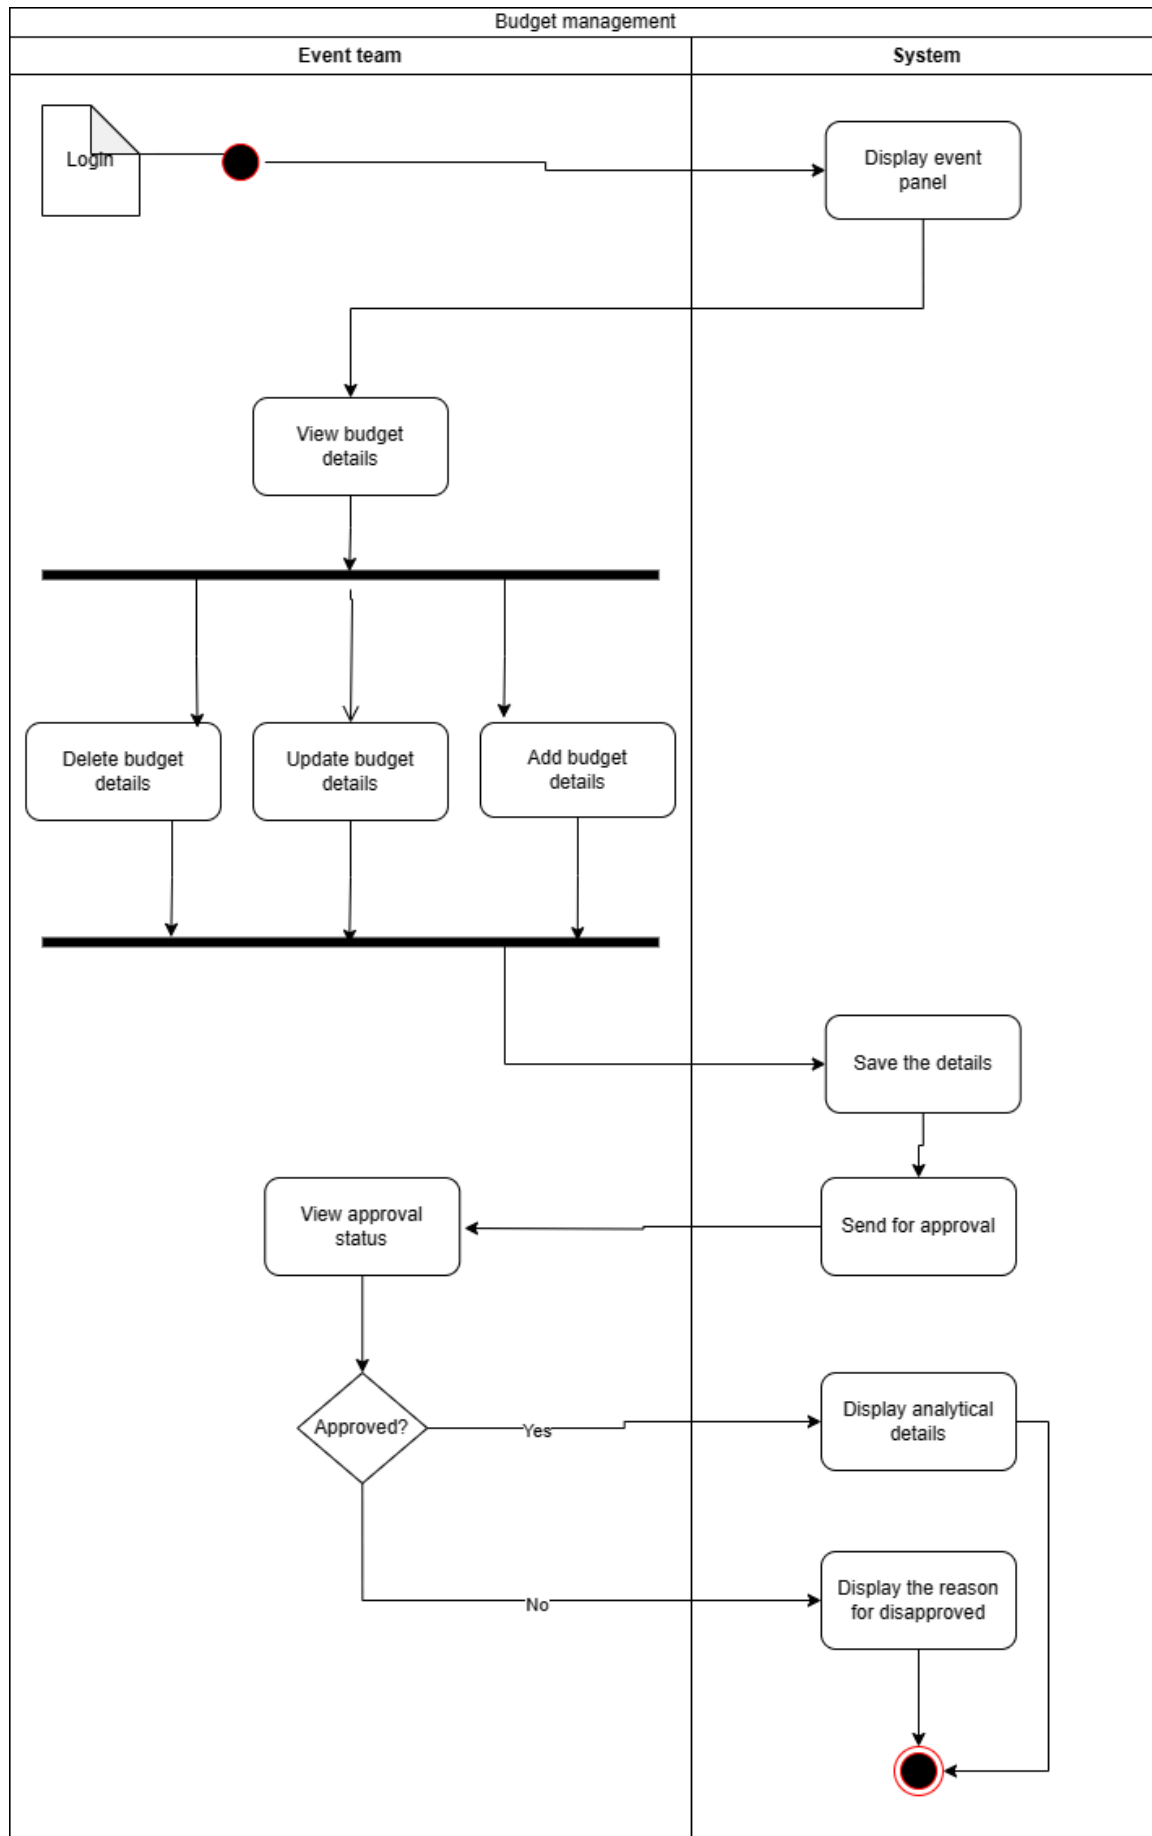 Budget management
Event team
System
Login
Display event
panel
View budget
details
Delete budget
details
Update budget
details
Add budget
details
Save the details
View approval
status
Send for approval
Approved?
Yes
Display analytical
details
No
Display the reason
for disapproved